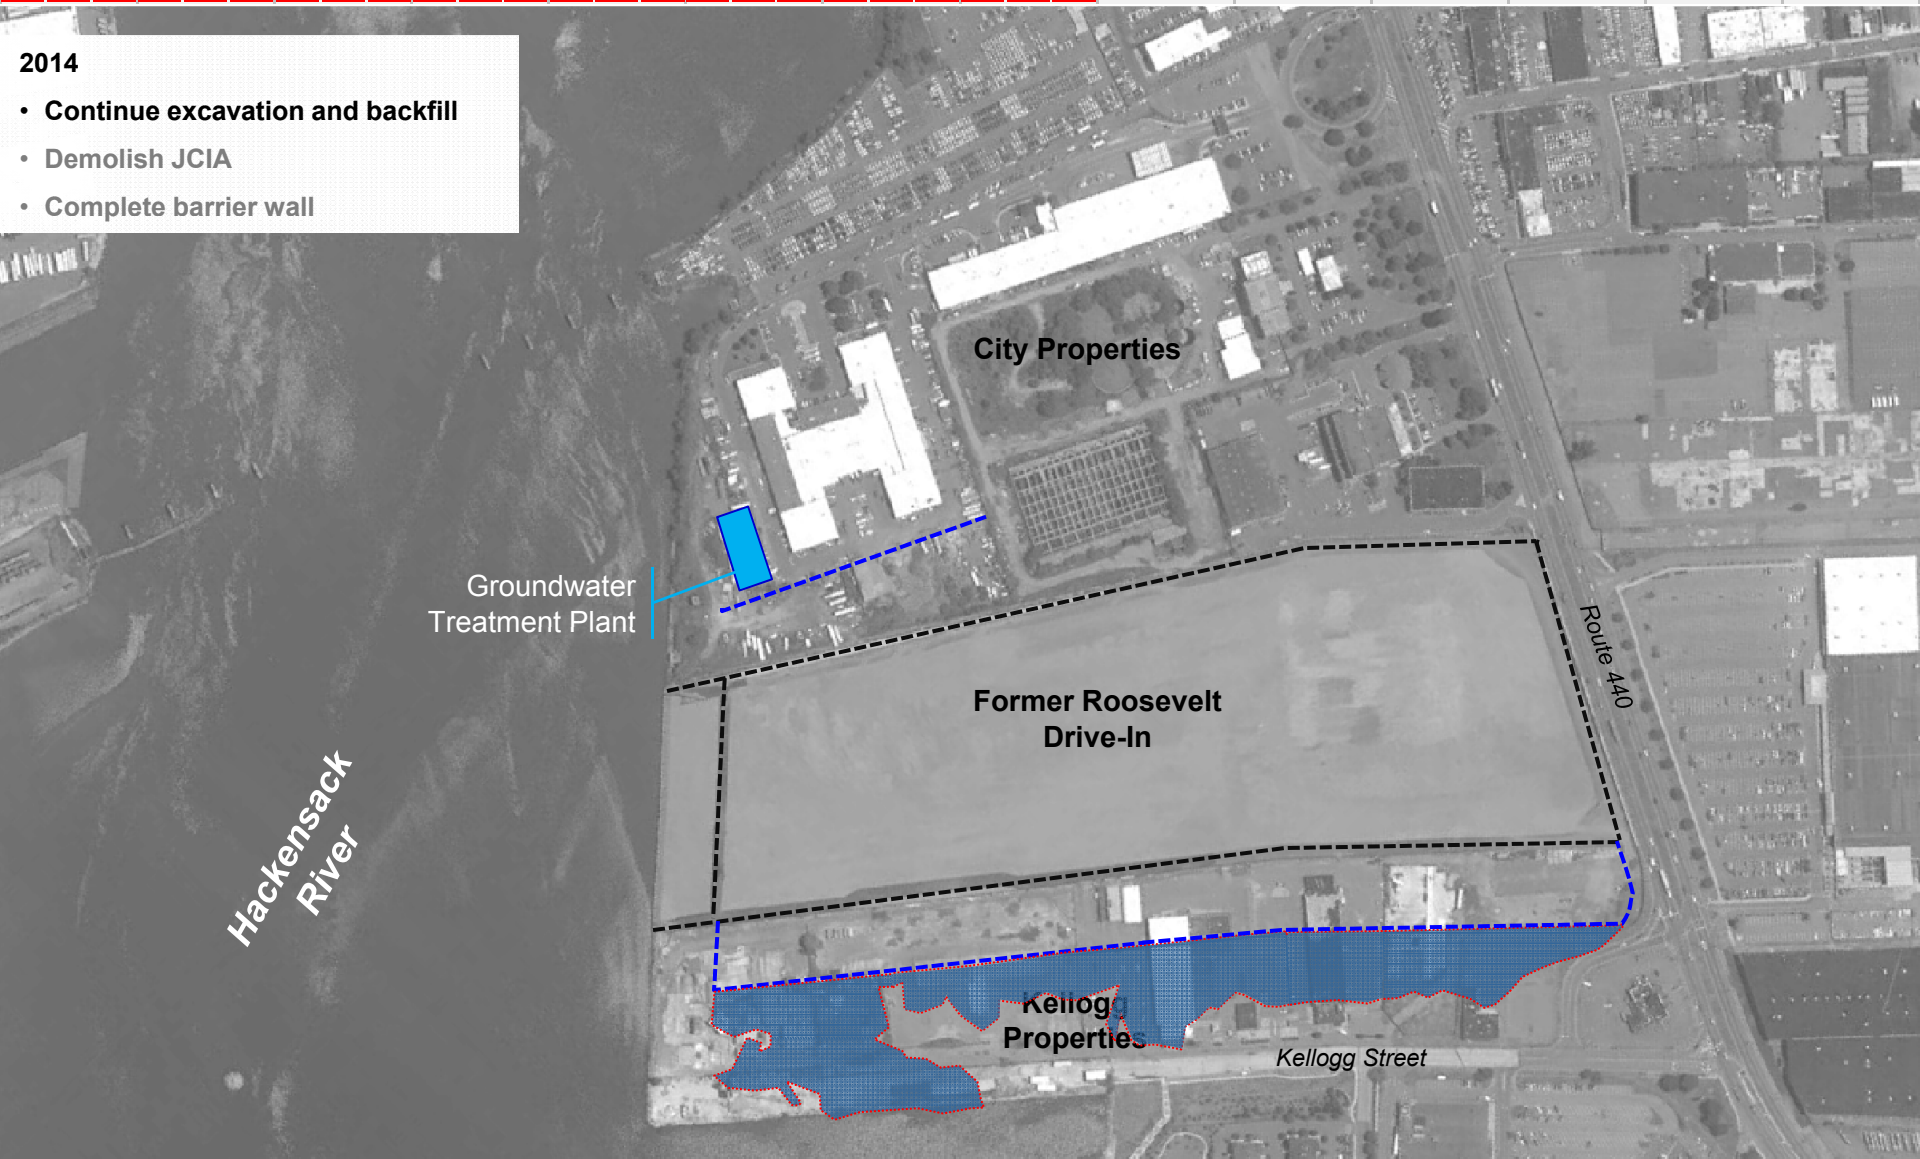 2014
• Continue excavation and backfill
• Demolish JCIA
• Complete barrier wall
City Properties
Groundwater
Treatment Plant
Route 440
Former Roosevelt
Drive-In
Hackensack
River
Kellogg
Properties
Kellogg Street